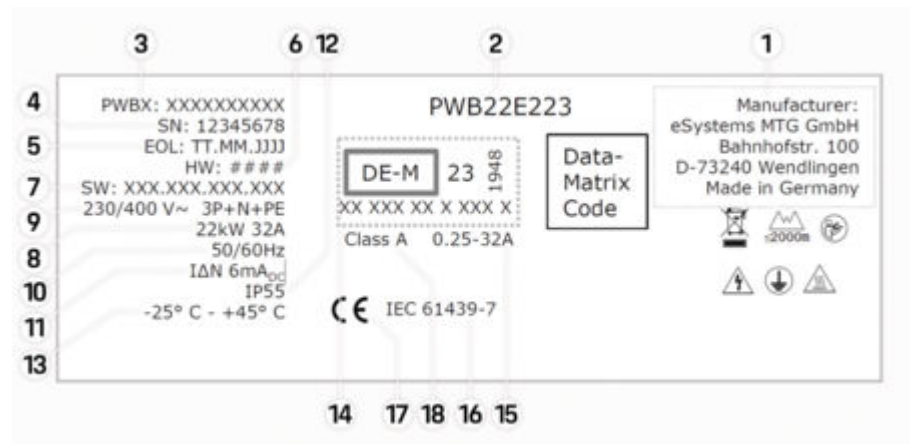 3
6
12
2
1
4
5
7
9
8
10
11
13
PWBX: XXXXXXXXXX
SN: 12345678
EOL: TT.MM.JJJJ
HW: ####
SW: XXX.XXX.XXX.XXX
230/400 V~ 3P+N+PE
22kW 32A
50/60Hz
IΔN 6mADC
IP55
-25° C - +45° C
PWB22E223
DE-M 23 1948
XX XXX XX X XXX X
Class A 0.25-32A
CE IEC 61439-7
Data-
Matrix
Code
Manufacturer:
eSystems MTG GmbH
Bahnhofstr. 100
D-73240 Wendlingen
Made in Germany
≤2000m
14
17
18
16
15